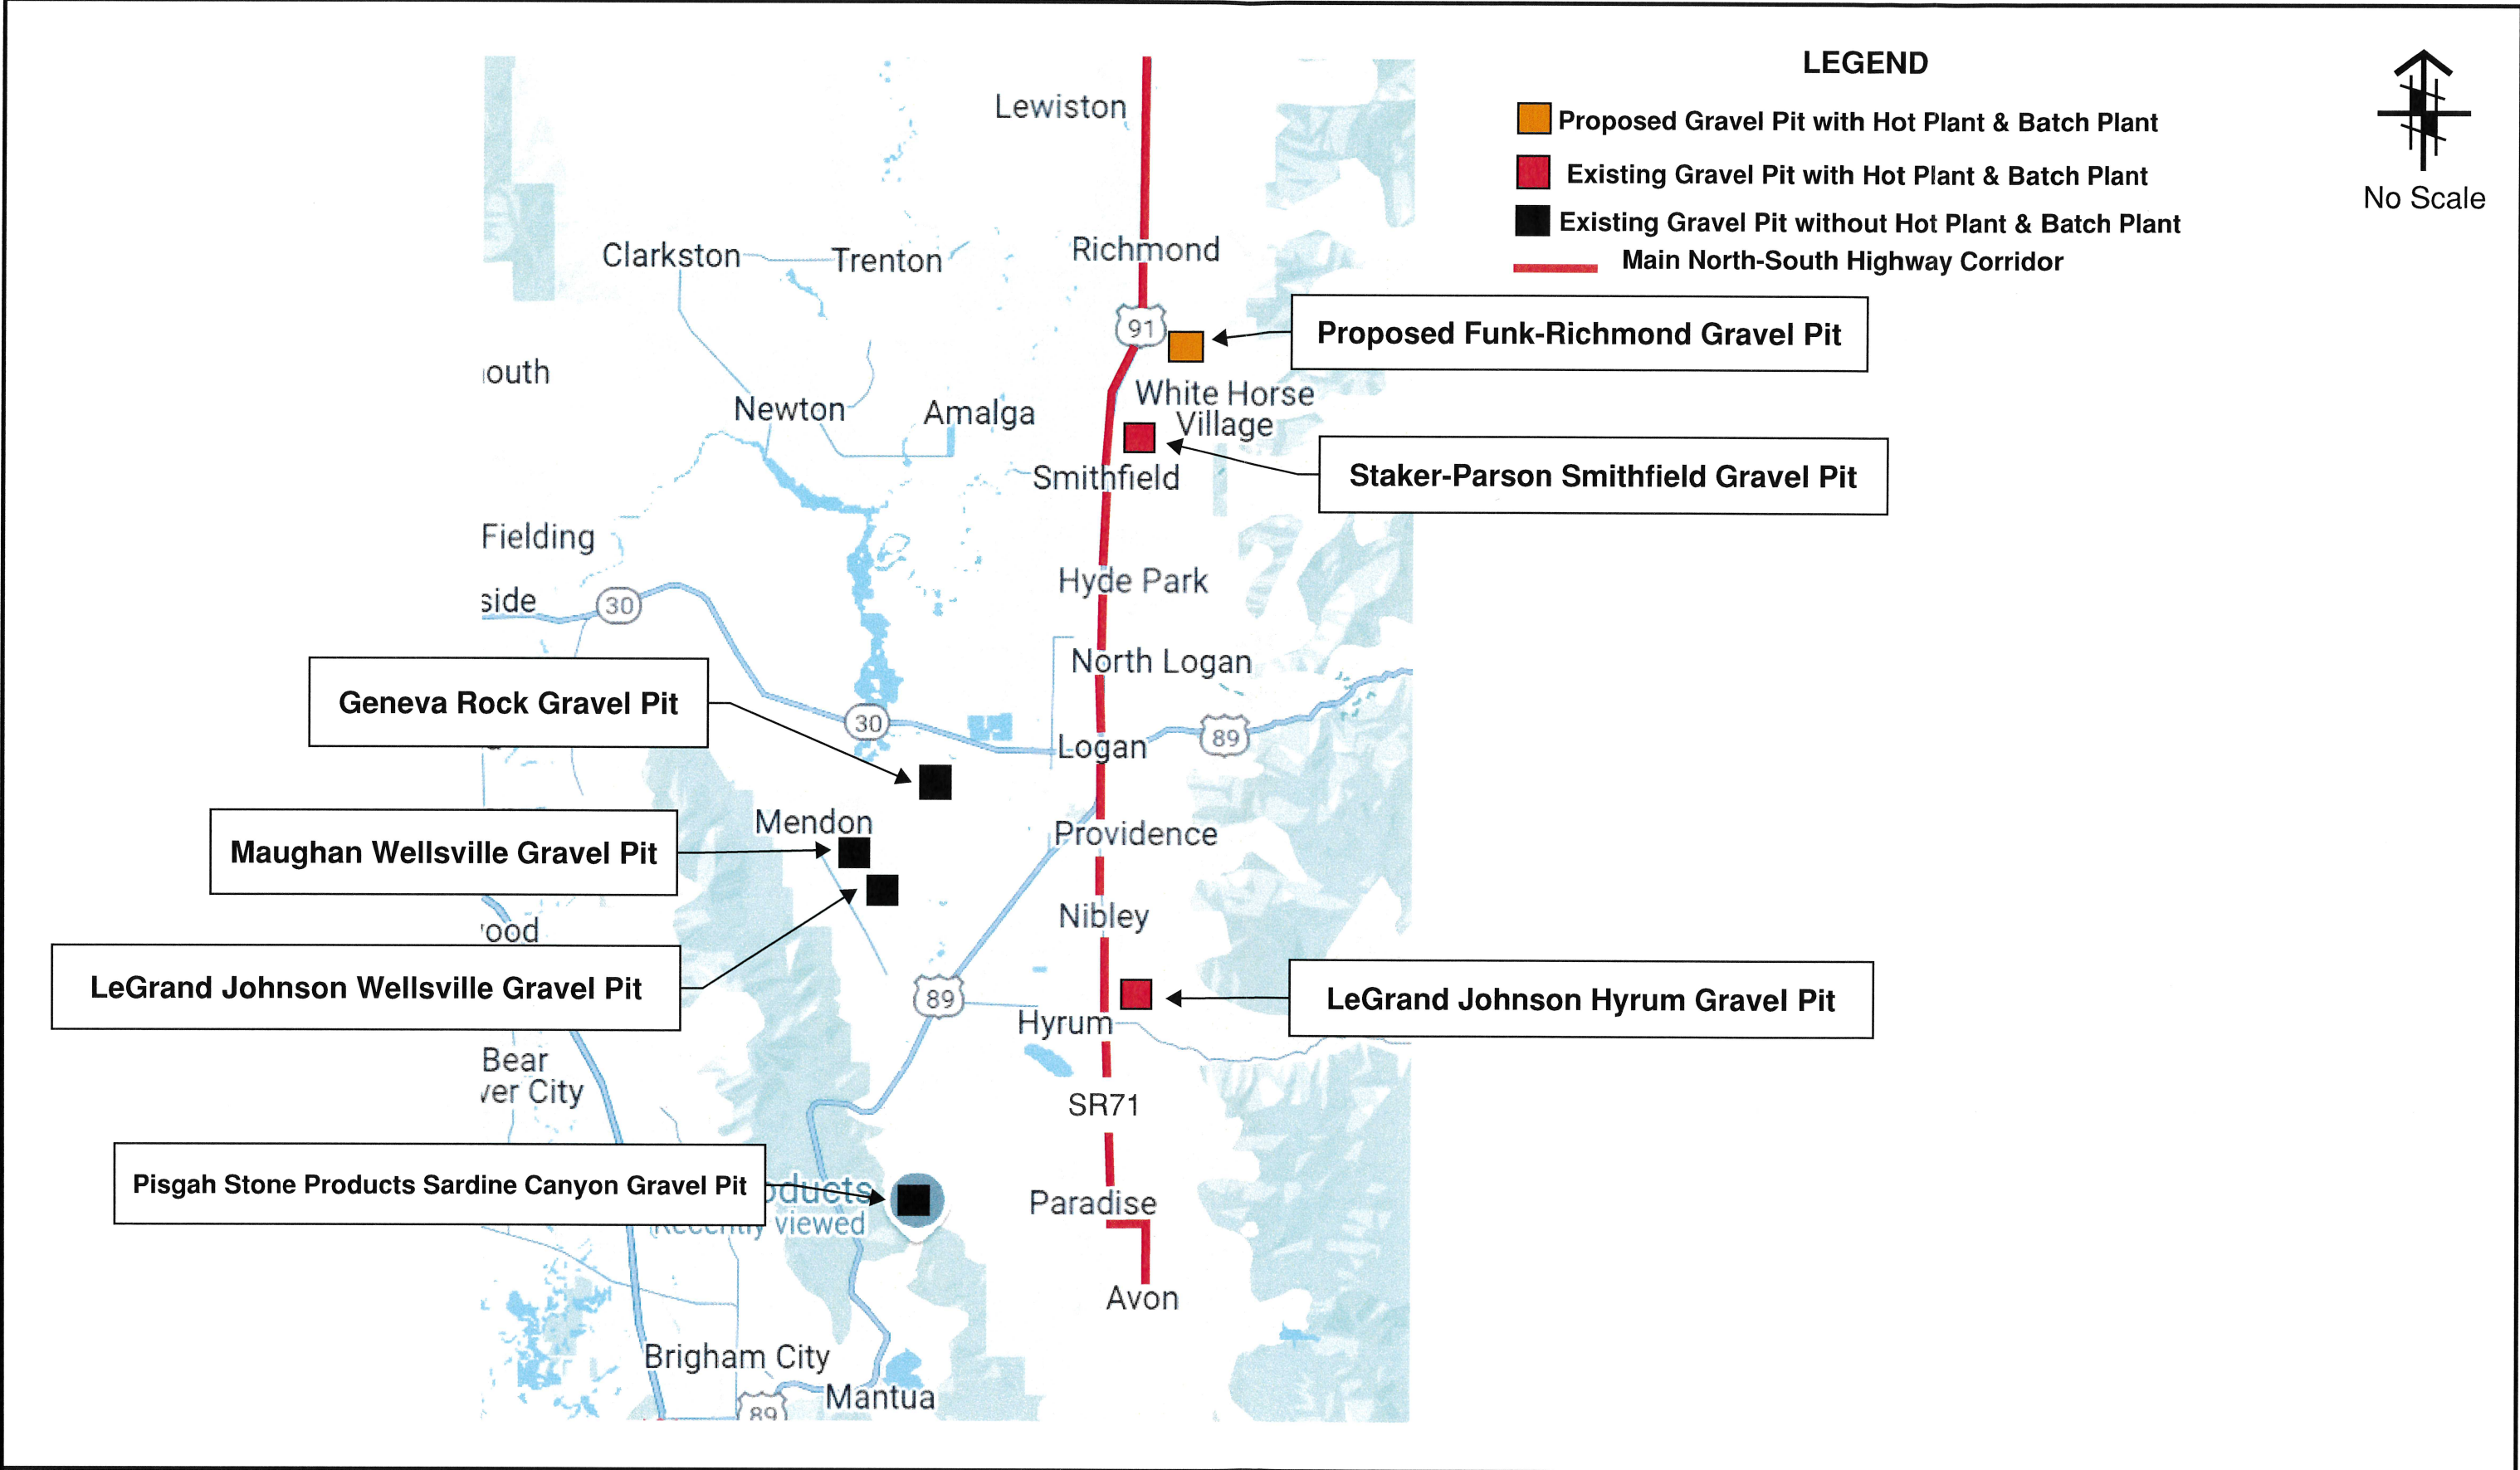 LEGEND
Proposed Gravel Pit with Hot Plant & Batch Plant
Existing Gravel Pit with Hot Plant & Batch Plant
Existing Gravel Pit without Hot Plant & Batch Plant
Main North-South Highway Corridor
No Scale
Lewiston
Richmond
Clarkston
Trenton
91
Proposed Funk-Richmond Gravel Pit
outh
White Horse
Village
Newton
Amalga
Staker-Parson Smithfield Gravel Pit
Smithfield
Fielding
Hyde Park
side
30
North Logan
Geneva Rock Gravel Pit
30
89
Logan
Mendon
Providence
Maughan Wellsville Gravel Pit
Nibley
ood
LeGrand Johnson Wellsville Gravel Pit
89
LeGrand Johnson Hyrum Gravel Pit
Hyrum
Bear
ver City
SR71
Pisgah Stone Products Sardine Canyon Gravel Pit
oducts
Recently viewed
Paradise
Avon
Brigham City
Mantua
89